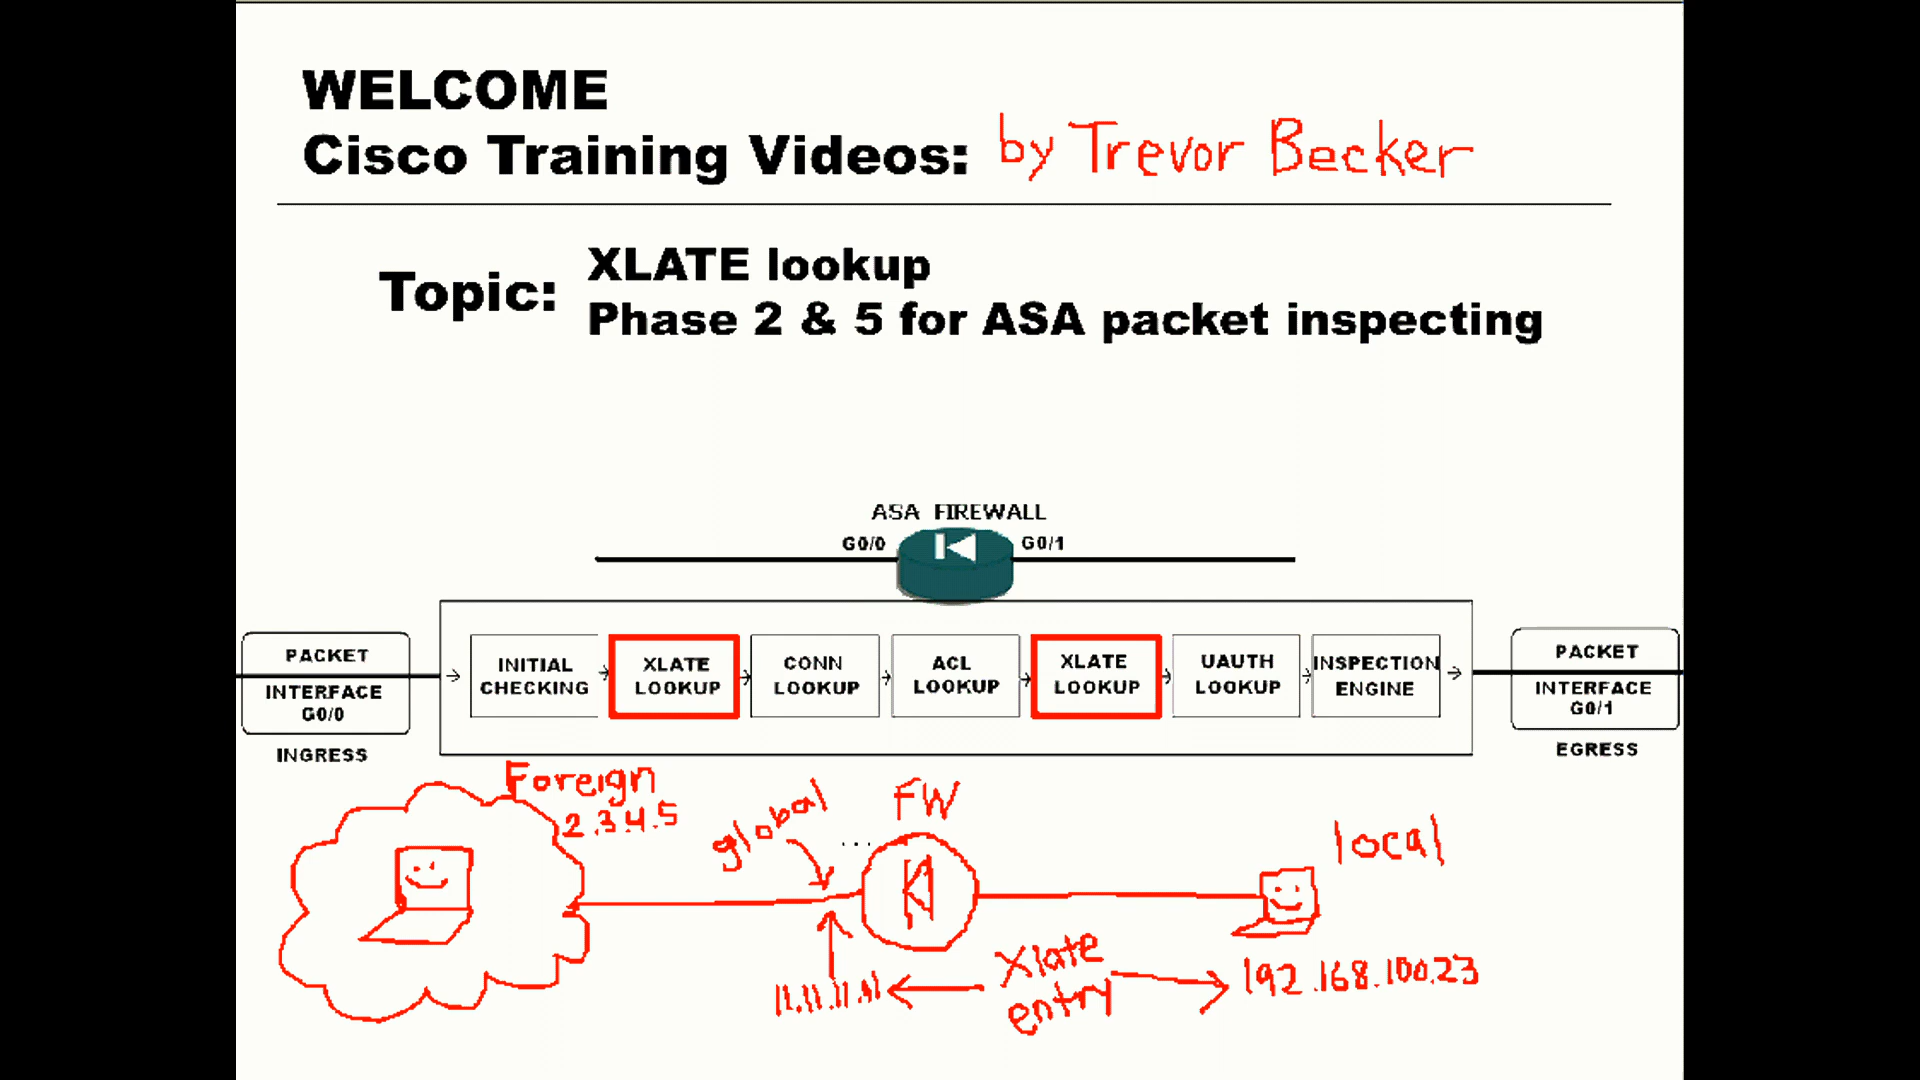 WELCOME
Cisco Training Videos: by Trevor Becker
Topic:
XLATE lookup
Phase 2 & 5 for ASA packet inspecting
ASA FIREWALL
G0/0
G0/1
PACKET
INTERFACE
G0/0
INGRESS
INITIAL
CHECKING
XLATE
LOOKUP
CONN
LOOKUP
ACL
LOOKUP
XLATE
LOOKUP
UAUTH
LOOKUP
INSPECTION
ENGINE
PACKET
INTERFACE
G0/1
EGRESS
Foreign
2.3.4.5
global
FW
local
Xlate
entry
11.11.11.11
192.168.100.23